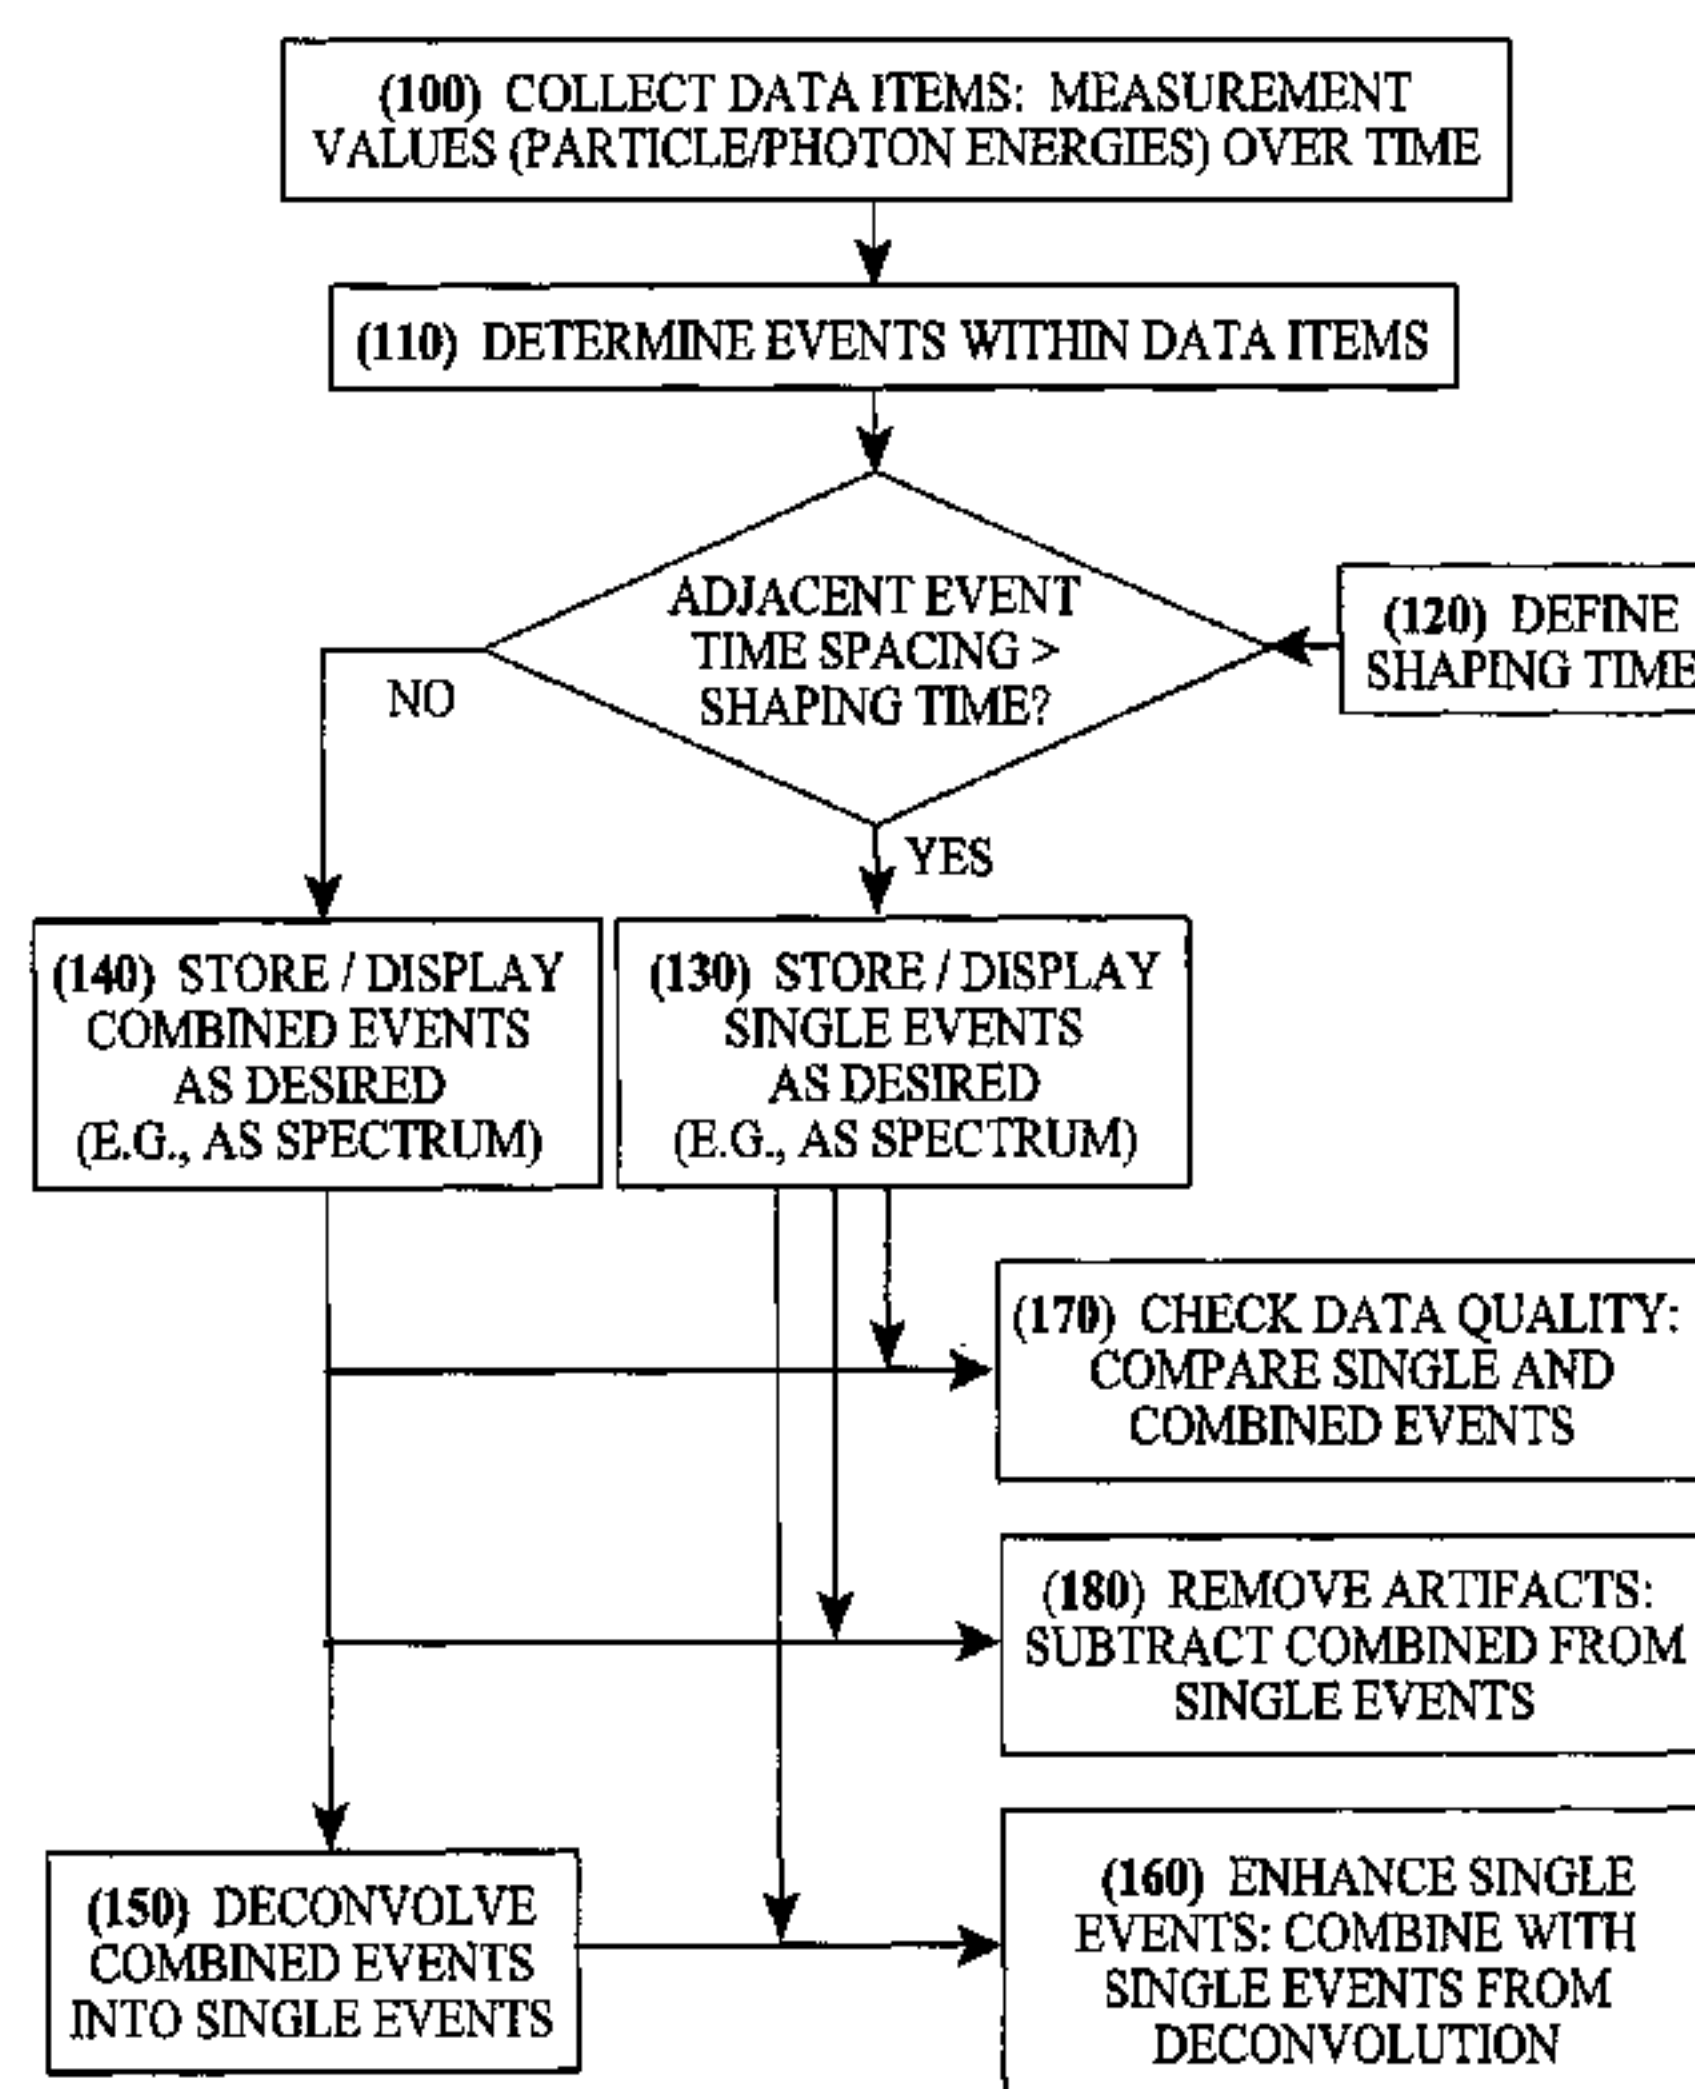 (100) COLLECT DATA ITEMS: MEASUREMENT
VALUES (PARTICLE/PHOTON ENERGIES) OVER TIME
(110) DETERMINE EVENTS WITHIN DATA ITEMS
ADJACENT EVENT
TIME SPACING >
SHAPING TIME?
(120) DEFINE
SHAPING TIME
NO
YES
(140) STORE / DISPLAY
COMBINED EVENTS
AS DESIRED
(E.G., AS SPECTRUM)
(130) STORE / DISPLAY
SINGLE EVENTS
AS DESIRED
(E.G., AS SPECTRUM)
(170) CHECK DATA QUALITY:
COMPARE SINGLE AND
COMBINED EVENTS
(180) REMOVE ARTIFACTS:
SUBTRACT COMBINED FROM
SINGLE EVENTS
(150) DECONVOLVE
COMBINED EVENTS
INTO SINGLE EVENTS
(160) ENHANCE SINGLE
EVENTS: COMBINE WITH
SINGLE EVENTS FROM
DECONVOLUTION